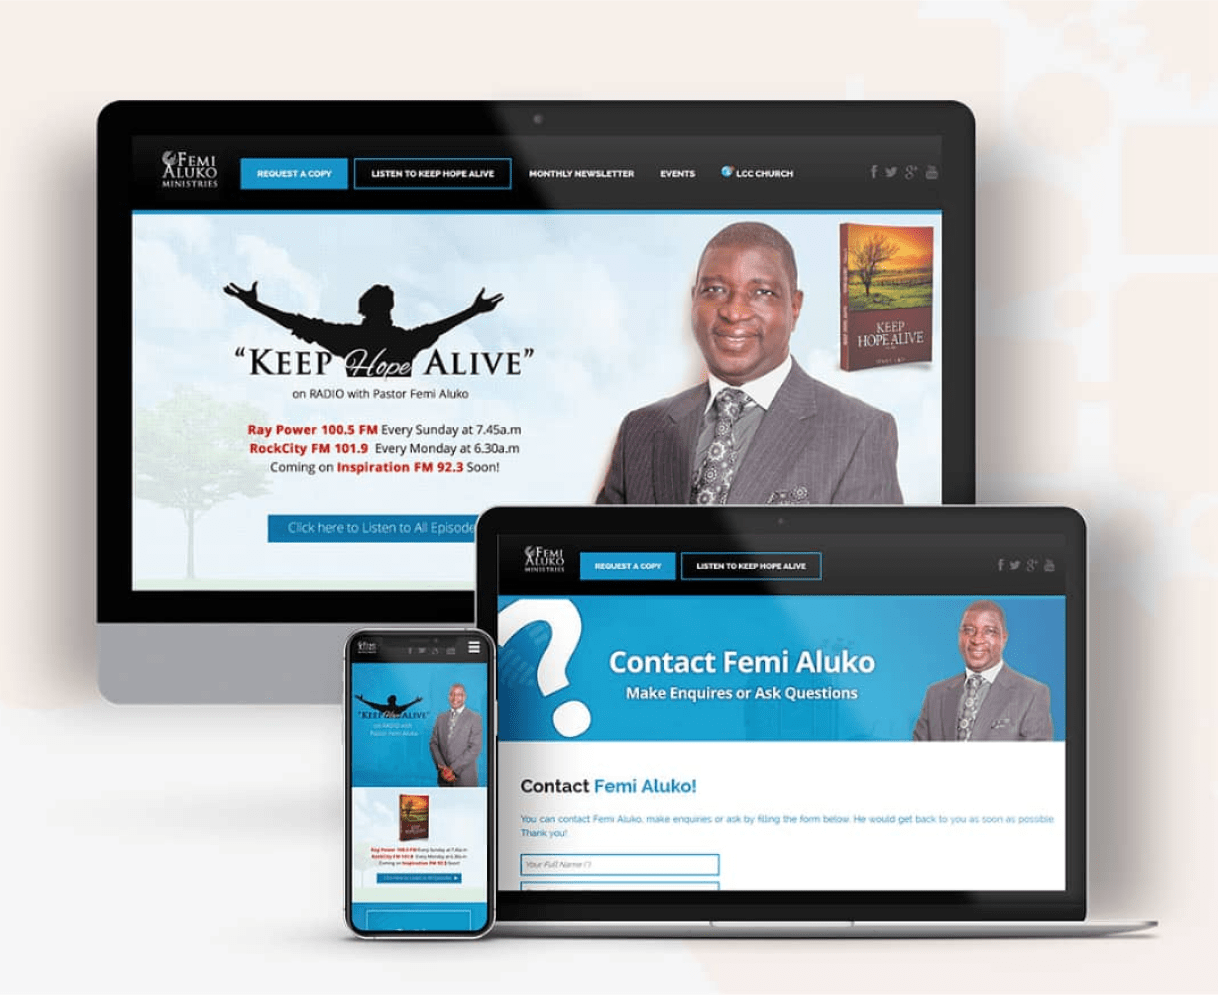 FEMI
ALUKO
MINISTRIES
REQUEST A COPY
LISTEN TO KEEP HOPE ALIVE
MONTHLY NEWSLETTER
EVENTS
LCC CHURCH
"KEEP Hope ALIVE"
on RADIO with Pastor Femi Aluko
Ray Power 100.5 FM Every Sunday at 7.45a.m
RockCity FM 101.9 Every Monday at 6.30a.m
Coming on Inspiration FM 92.3 Soon!
Click here to Listen to All Episode
KEEP
HOPE ALIVE
FEMI
ALUKO
MINISTRIES
REQUEST A COPY
LISTEN TO KEEP HOPE ALIVE
Contact Femi Aluko
Make Enquires or Ask Questions
Contact Femi Aluko!
You can contact Femi Aluko, make enquiries or ask by filling the form below. He would get back to you as soon as possible.
Thank you!
Your Full Name (*)
FEMI
ALUKO
"KEEP Hope ALIVE"
on RADIO with
Pastor Femi Aluko
KEEP
HOPE ALIVE
Ray Power 100.5 FM Every Sunday at 7.45a.m
RockCity FM 101.9 Every Monday at 6.30a.m
Coming on Inspiration FM 92.3 Soon!
Click here to Listen to All Episodes